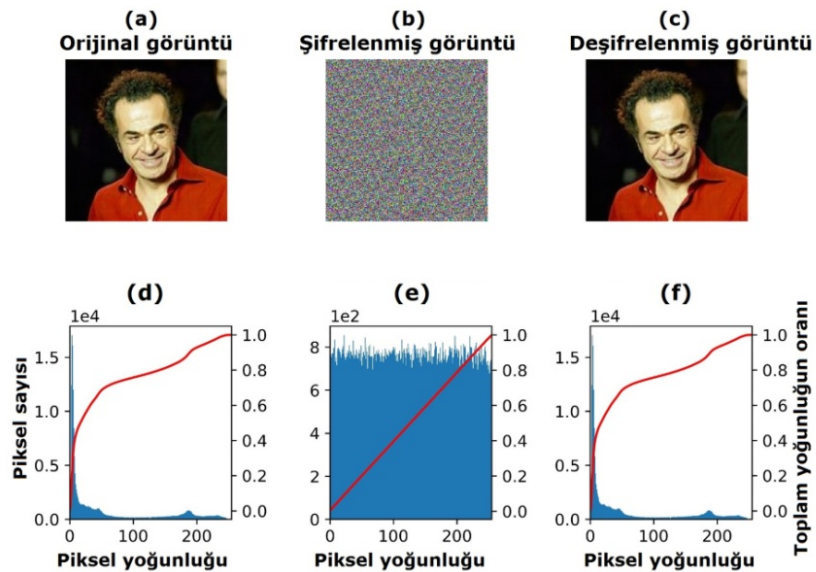 (a)
Orijinal görüntü
(b)
Şifrelenmiş görüntü
(c)
Deşifrelenmiş görüntü
(d)
1e4
Piksel sayısı
1.5
1.0
0.5
0.0
1.0
0.8
0.6
0.4
0.2
0.0
0
100
200
Piksel yoğunluğu
(e)
1e2
8
6
4
2
0
1.0
0.8
0.6
0.4
0.2
0.0
0
100
200
Piksel yoğunluğu
(f)
1e4
1.5
1.0
0.5
0.0
1.0
0.8
0.6
0.4
0.2
0.0
0
100
200
Piksel yoğunluğu
Toplam yoğunluğun oranı